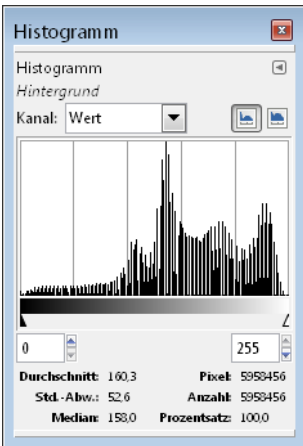 Histogramm
Histogramm
Hintergrund
Kanal: Wert
0 255
Durchschnitt: 160,3 Pixel: 5958456
Std.-Abw.: 52,6 Anzahl: 5958456
Median: 158,0 Prozentsatz: 100,0